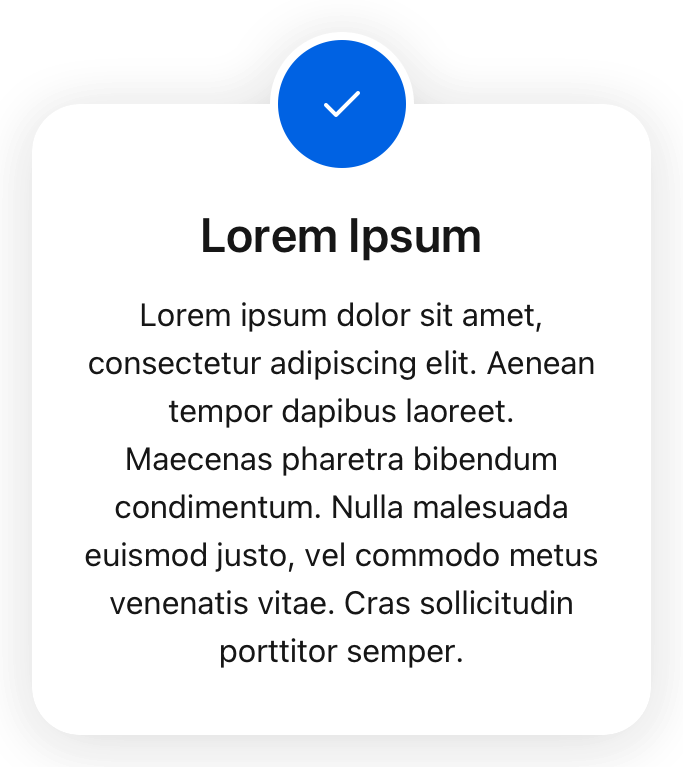 Lorem Ipsum
Lorem ipsum dolor sit amet,
consectetur adipiscing elit. Aenean
tempor dapibus laoreet.
Maecenas pharetra bibendum
condimentum. Nulla malesuada
euismod justo, vel commodo metus
venenatis vitae. Cras sollicitudin
porttitor semper.